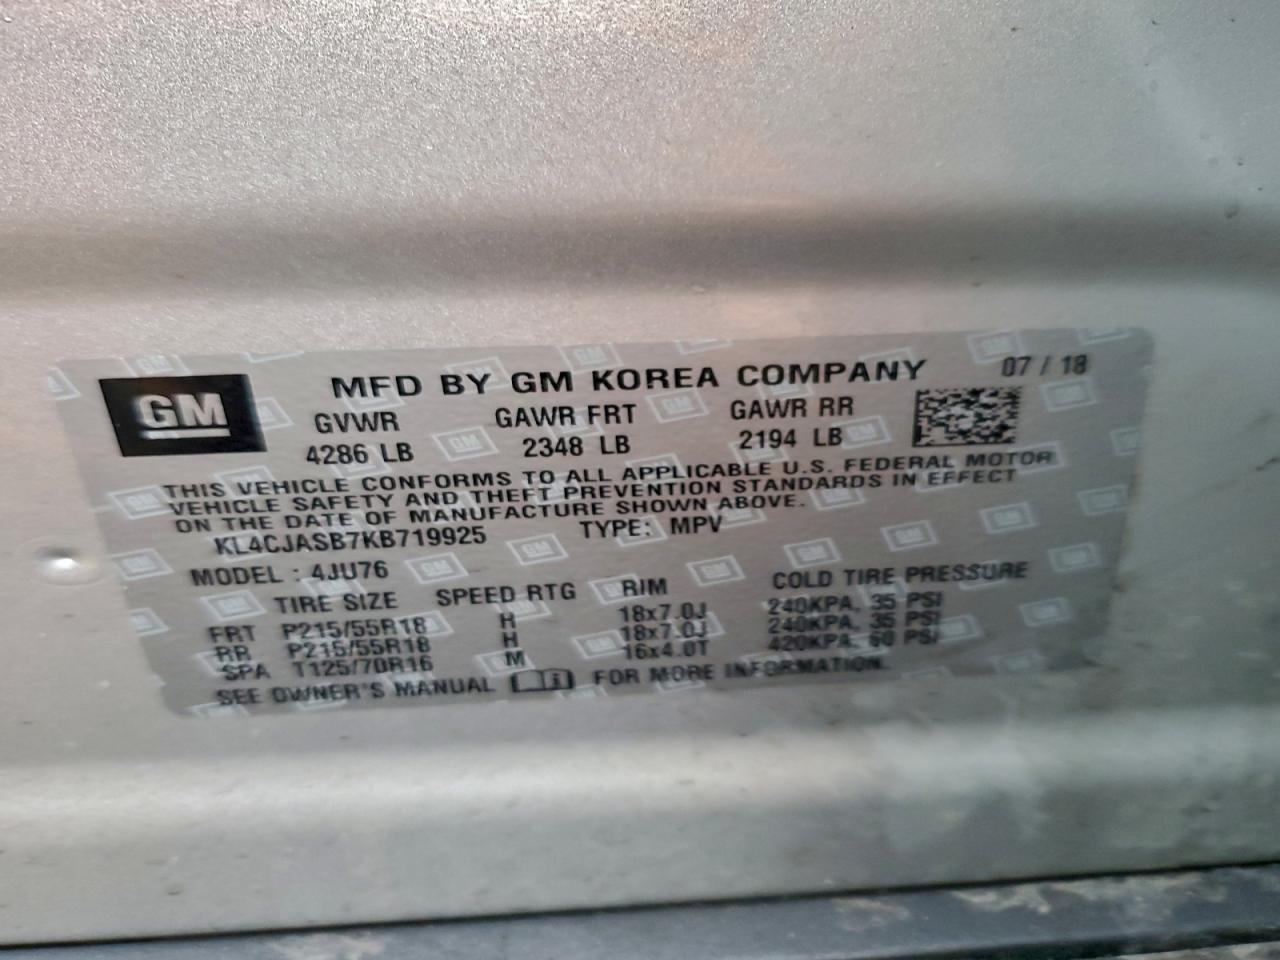 GM
MFD BY GM KOREA COMPANY 07 / 18
GVWR GAWR FRT GAWR RR
4286 LB 2348 LB 2194 LB
THIS VEHICLE CONFORMS TO ALL APPLICABLE U.S. FEDERAL MOTOR
VEHICLE SAFETY AND THEFT PREVENTION STANDARDS IN EFFECT
ON THE DATE OF MANUFACTURE SHOWN ABOVE.
KL4CJASB7KB719925 TYPE: MPV
MODEL : 4JU76
TIRE SIZE SPEED RTG RIM COLD TIRE PRESSURE
FRT P215/55R18 H 18x7.0J 240KPA, 35 PSI
RR P215/55R18 H 18x7.0J 240KPA, 35 PSI
SPA T125/70R16 M 16x4.0T 420KPA, 60 PSI
SEE OWNER'S MANUAL FOR MORE INFORMATION.